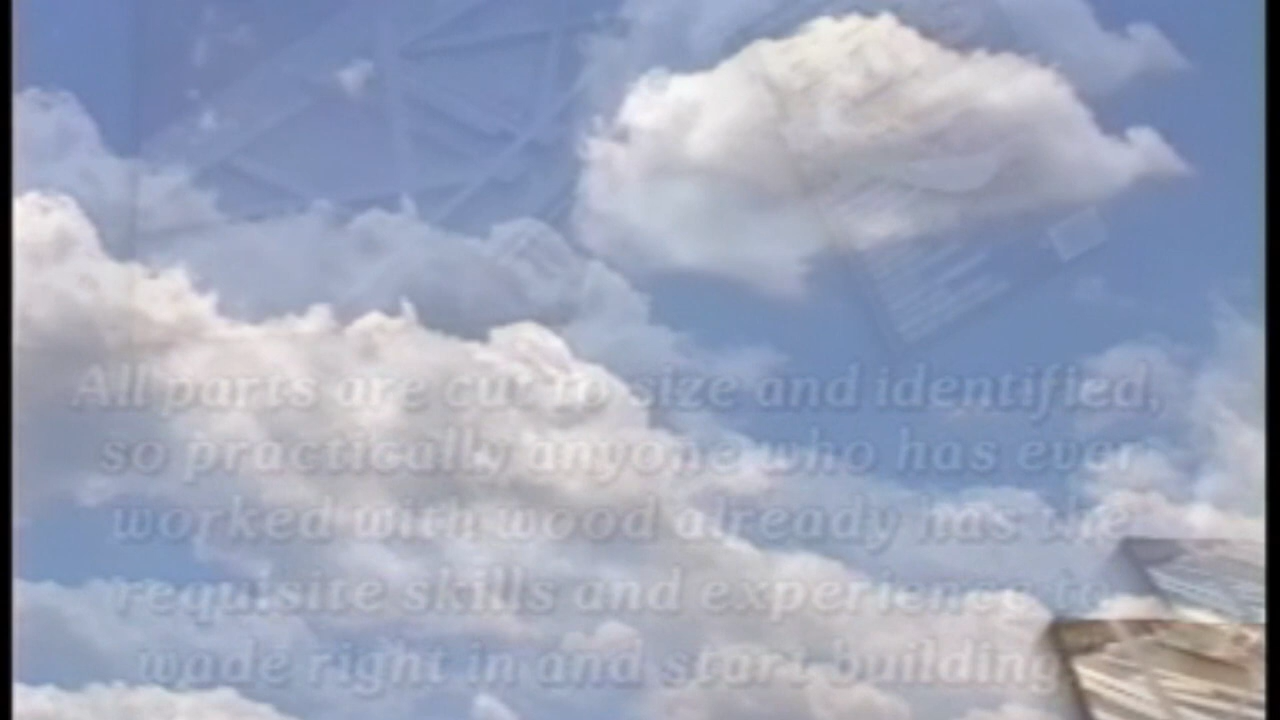 All parts are cut to size and identified,
so practically anyone who has ever
worked with wood already has the
requisite skills and experience to
wade right in and start building